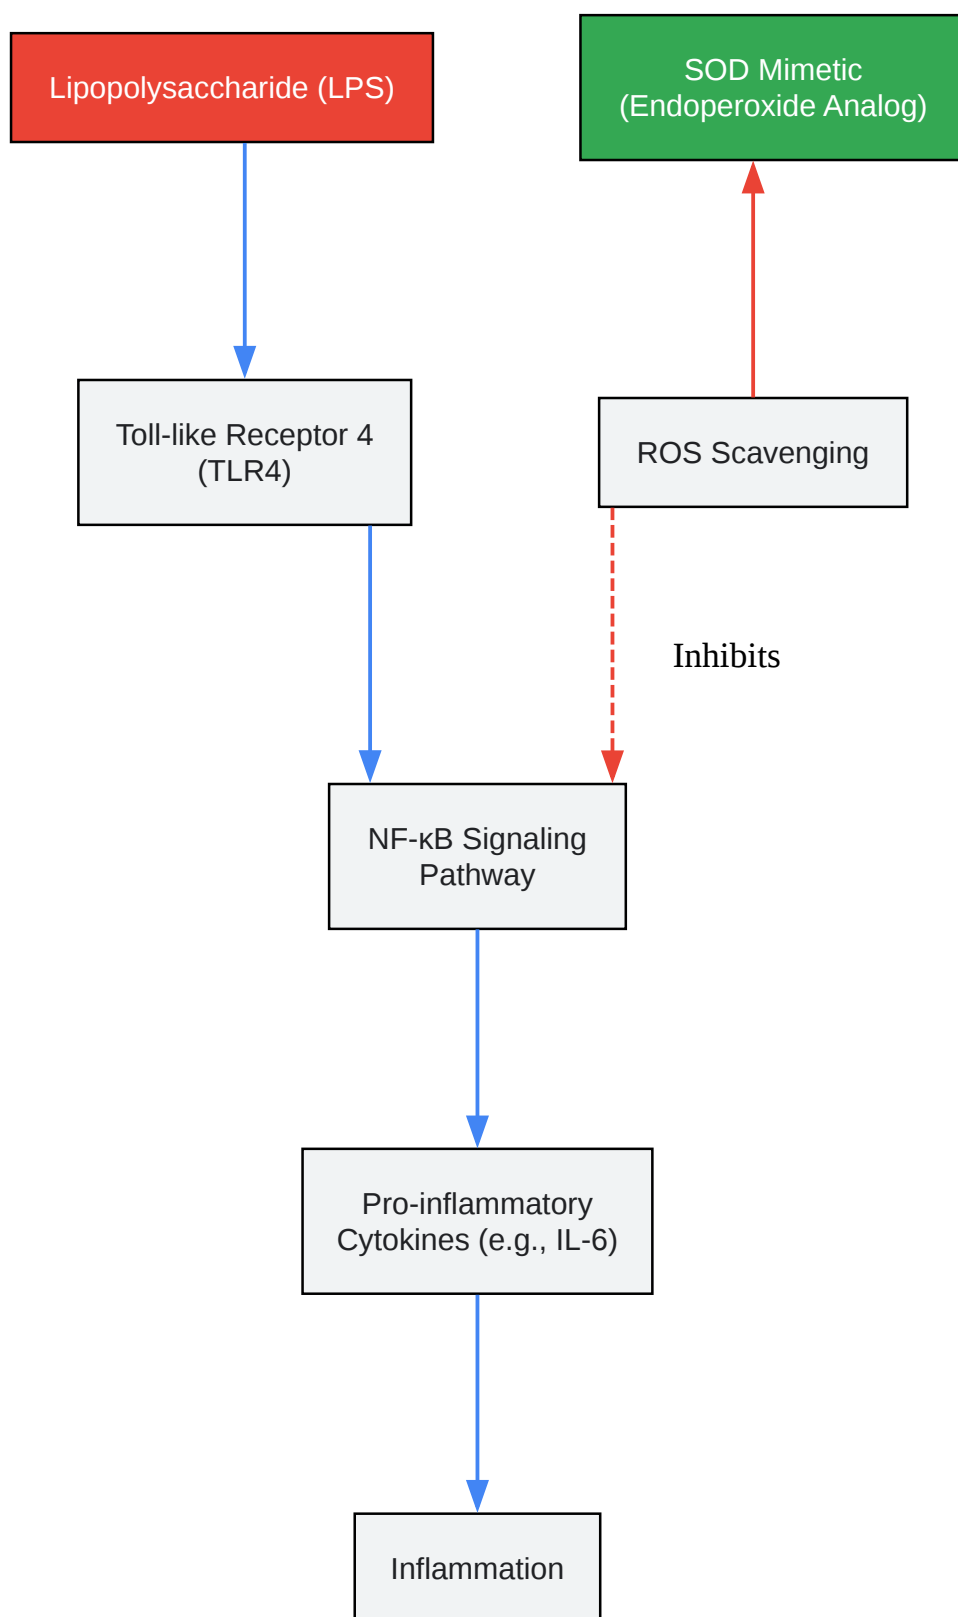 Lipopolysaccharide (LPS)
SOD Mimetic
(Endoperoxide Analog)
Toll-like Receptor 4
(TLR4)
ROS Scavenging
Inhibits
NF-κB Signaling
Pathway
Pro-inflammatory
Cytokines (e.g., IL-6)
Inflammation